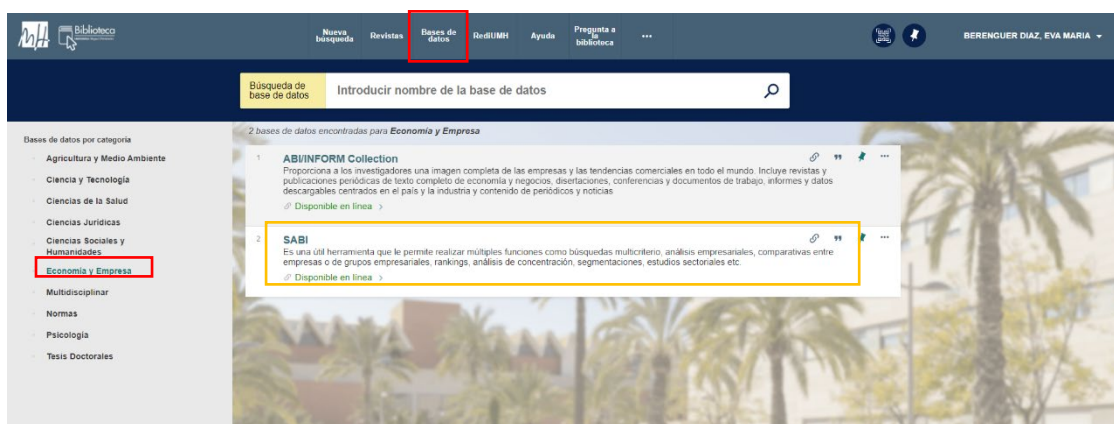 Biblioteca
Nueva búsqueda
Revistas
Bases de datos
RediUMH
Ayuda
Pregunta a la biblioteca
...
BERENGUER DIAZ, EVA MARIA
Búsqueda de base de datos
Introducir nombre de la base de datos
Bases de datos por categoría
Agricultura y Medio Ambiente
Ciencia y Tecnología
Ciencias de la Salud
Ciencias Jurídicas
Ciencias Sociales y
Humanidades
Economía y Empresa
Multidisciplinar
Normas
Psicología
Tesis Doctorales
2 bases de datos encontradas para Economía y Empresa
1 ABI/INFORM Collection
Proporciona a los investigadores una imagen completa de las empresas y las tendencias comerciales en todo el mundo. Incluye revistas y
publicaciones periódicas de texto completo de economía y negocios, disertaciones, conferencias y documentos de trabajo, informes y datos
descargables centrados en el país y la industria y contenido de periódicos y noticias
Disponible en línea >
2 SABI
Es una útil herramienta que le permite realizar múltiples funciones como búsquedas multicriterio, análisis empresariales, comparativas entre
empresas o de grupos empresariales, rankings, análisis de concentración, segmentaciones, estudios sectoriales etc.
Disponible en línea >